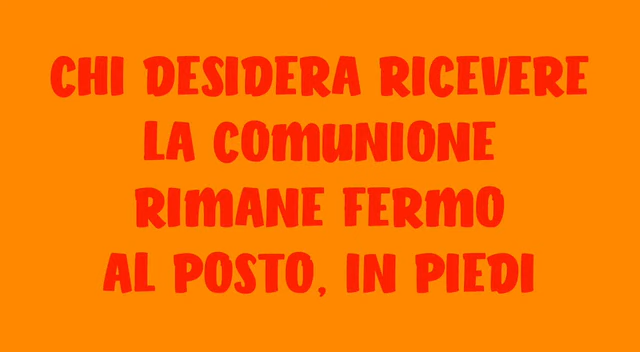 CHI DESIDERA RICEVERE
LA COMUNIONE
RIMANE FERMO
AL POSTO, IN PIEDI